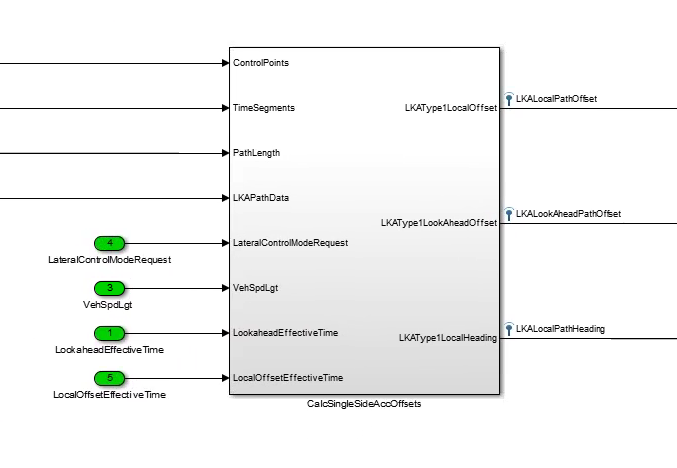 ControlPoints
TimeSegments
LKAType1LocalOffset
LKALocalPathOffset
PathLength
LKAPathData
LKAType1LookAheadOffset
LKALookAheadPathOffset
4
LateralControlModeRequest
LateralControlModeRequest
3
VehSpdLgt
VehSpdLgt
1
LookaheadEffectiveTime
LookaheadEffectiveTime
LKAType1LocalHeading
LKALocalPathHeading
5
LocalOffsetEffectiveTime
LocalOffsetEffectiveTime
CalcSingleSideAccOffsets